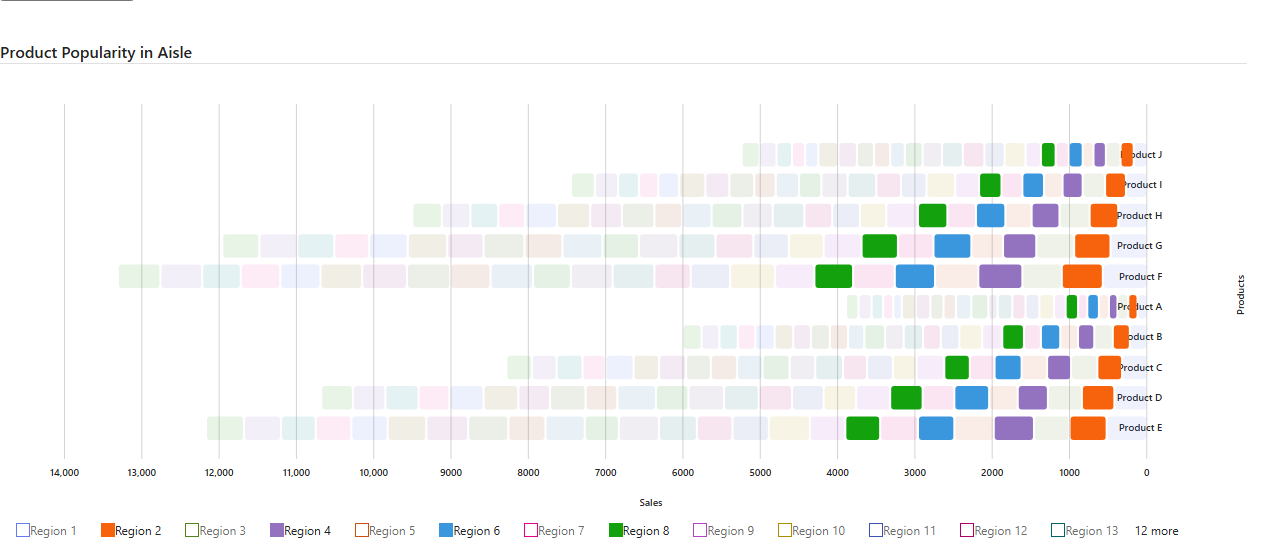 Product Popularity in Aisle
Product J
Product I
Product H
Product G
Product F
Product A
Product B
Product C
Product D
Product E
Products
14,000 13,000 12,000 11,000 10,000 9000 8000 7000 6000 5000 4000 3000 2000 1000 0
Sales
Region 1 Region 2 Region 3 Region 4 Region 5 Region 6 Region 7 Region 8 Region 9 Region 10 Region 11 Region 12 Region 13 12 more